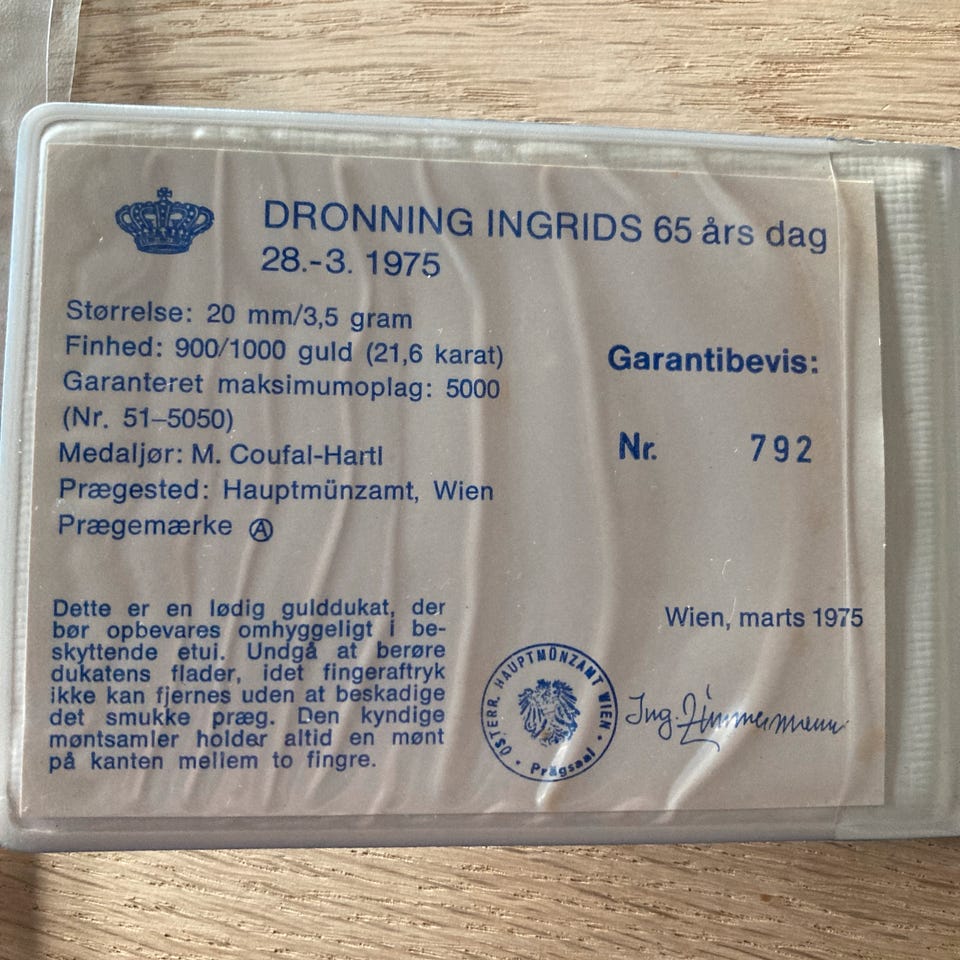 DRONNING INGRIDS 65 års dag
28.-3. 1975
Størrelse: 20 mm/3,5 gram
Finhed: 900/1000 guld (21,6 karat)
Garanteret maksimumoplag: 5000
(Nr. 51–5050)
Medaljør: M. Coufal-Hartl
Prægested: Hauptmünzamt, Wien
Prægemærke Ⓐ
Garantibevis:
Nr. 792
Dette er en lødig gulddukat, der
bør opbevares omhyggeligt i be-
skyttende etui. Undgå at berøre
dukatens flader, idet fingeraftryk
ikke kan fjernes uden at beskadige
det smukke præg. Den kyndige
møntsamler holder altid en mønt
på kanten mellem to fingre.
Wien, marts 1975
ÖSTERR. HAUPTMÜNZAMT WIEN
• Prägsaal •
Ing. Zimmermann